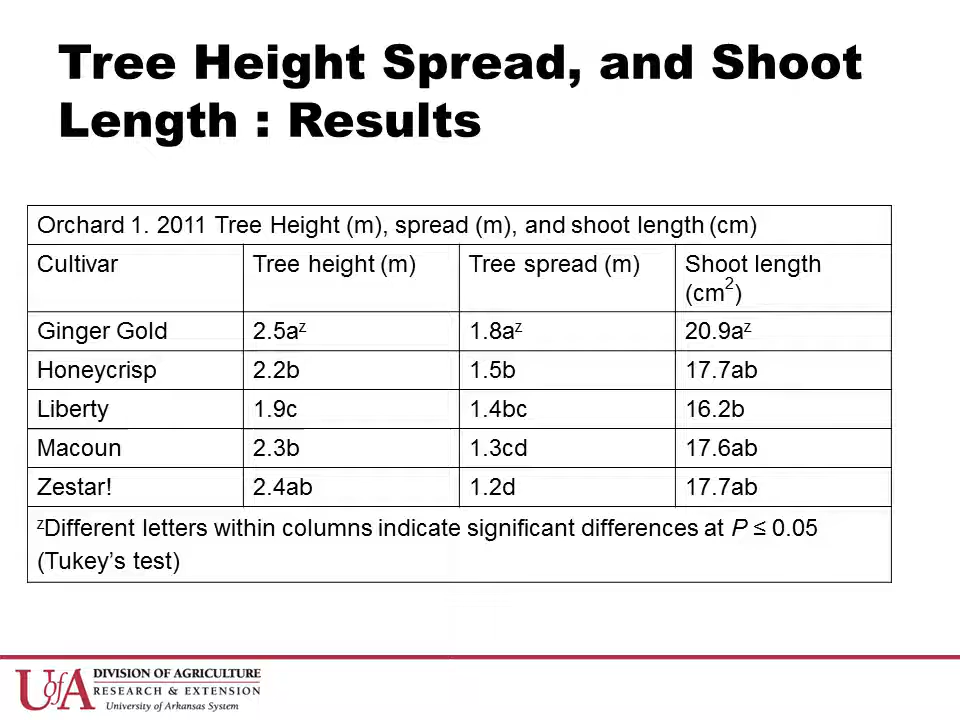 Tree Height Spread, and Shoot
Length : Results
Orchard 1. 2011 Tree Height (m), spread (m), and shoot length (cm)
Cultivar Tree height (m) Tree spread (m) Shoot length
(cm²)
Ginger Gold 2.5aᶻ 1.8aᶻ 20.9aᶻ
Honeycrisp 2.2b 1.5b 17.7ab
Liberty 1.9c 1.4bc 16.2b
Macoun 2.3b 1.3cd 17.6ab
Zestar! 2.4ab 1.2d 17.7ab
ᶻDifferent letters within columns indicate significant differences at P ≤ 0.05
(Tukey’s test)
UofA DIVISION OF AGRICULTURE
RESEARCH & EXTENSION
University of Arkansas System